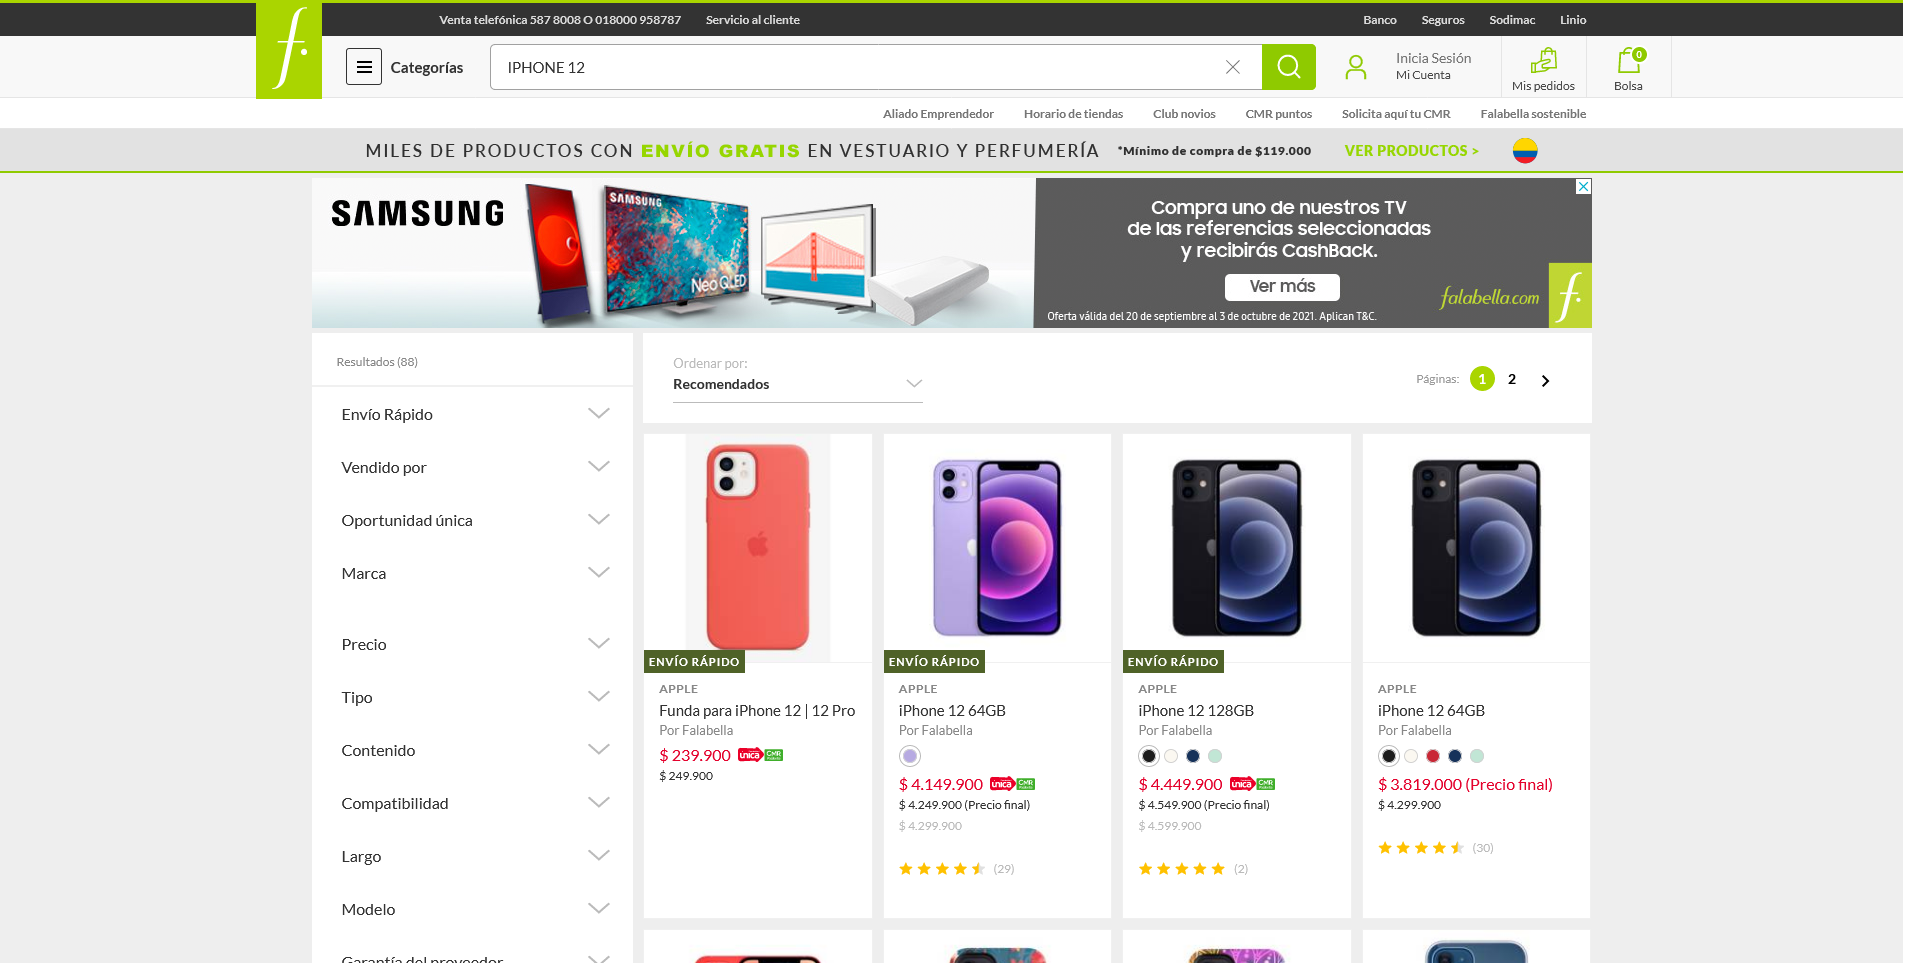 Venta telefónica 587 8008 O 018000 958787
Servicio al cliente
Banco
Seguros
Sodimac
Linio
f.
Categorías
IPHONE 12
Inicia Sesión
Mi Cuenta
Mis pedidos
0
Bolsa
Aliado Emprendedor
Horario de tiendas
Club novios
CMR puntos
Solicita aquí tu CMR
Falabella sostenible
MILES DE PRODUCTOS CON ENVÍO GRATIS EN VESTUARIO Y PERFUMERÍA *Mínimo de compra de $119.000 VER PRODUCTOS >
SAMSUNG
SAMSUNG
Neo QLED
Compra uno de nuestros TV
de las referencias seleccionadas
y recibirás CashBack.
Ver más
falabella.com
f.
Oferta válida del 20 de septiembre al 3 de octubre de 2021. Aplican T&C.
Resultados (88)
Ordenar por:
Recomendados
Páginas:
1
2
Envío Rápido
Vendido por
Oportunidad única
Marca
Precio
Tipo
Contenido
Compatibilidad
Largo
Modelo
Garantía del proveedor
ENVÍO RÁPIDO
APPLE
Funda para iPhone 12 | 12 Pro
Por Falabella
$ 239.900 única CMR
$ 249.900
ENVÍO RÁPIDO
APPLE
iPhone 12 64GB
Por Falabella
$ 4.149.900 única CMR
$ 4.249.900 (Precio final)
$ 4.299.900
(29)
ENVÍO RÁPIDO
APPLE
iPhone 12 128GB
Por Falabella
$ 4.449.900 única CMR
$ 4.549.900 (Precio final)
$ 4.599.900
(2)
APPLE
iPhone 12 64GB
Por Falabella
$ 3.819.000 (Precio final)
$ 4.299.900
(30)